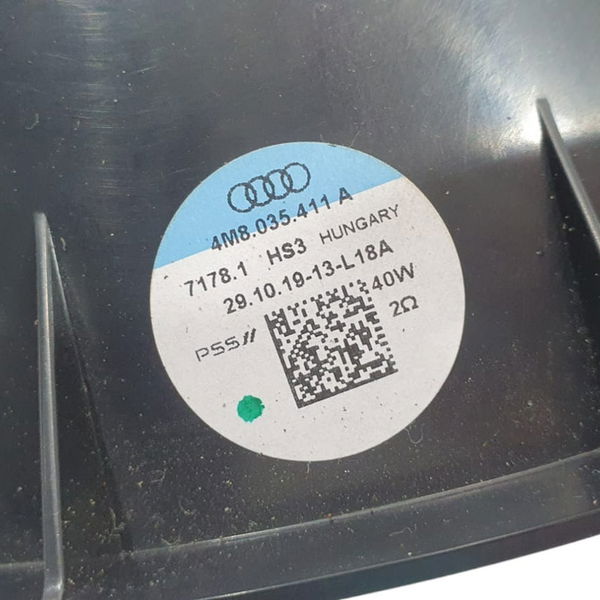 4M8.035.411 A
7178.1 HS3 HUNGARY
29.10.19-13-L18A
40W
PSS// 2Ω